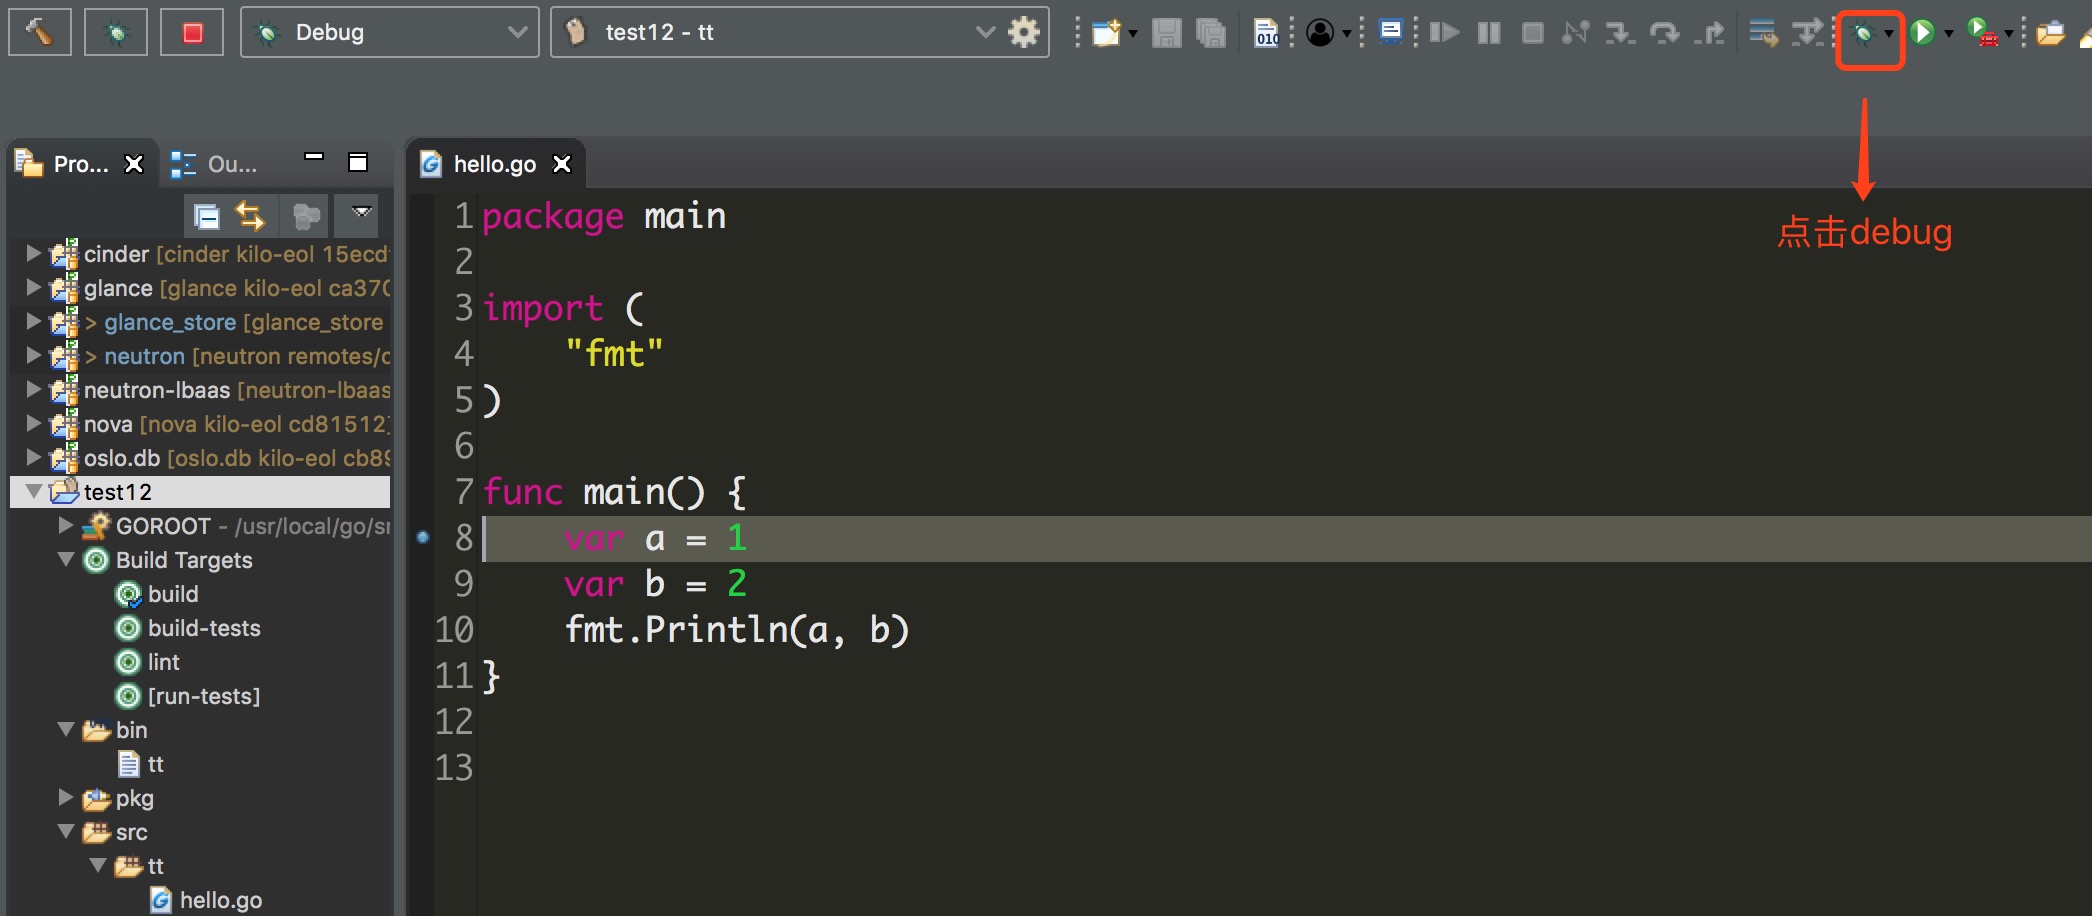 Debug
test12 - tt
010
点击debug
Pro...
Ou...
hello.go
cinder [cinder kilo-eol 15ecd
glance [glance kilo-eol ca370
> glance_store [glance_store
> neutron [neutron remotes/c
neutron-lbaas [neutron-lbaas
nova [nova kilo-eol cd81512]
oslo.db [oslo.db kilo-eol cb89
test12
GOROOT - /usr/local/go/sr
Build Targets
build
build-tests
lint
[run-tests]
bin
tt
pkg
src
tt
hello.go
1 package main
2
3 import (
4 "fmt"
5 )
6
7 func main() {
8 var a = 1
9 var b = 2
10 fmt.Println(a, b)
11 }
12
13